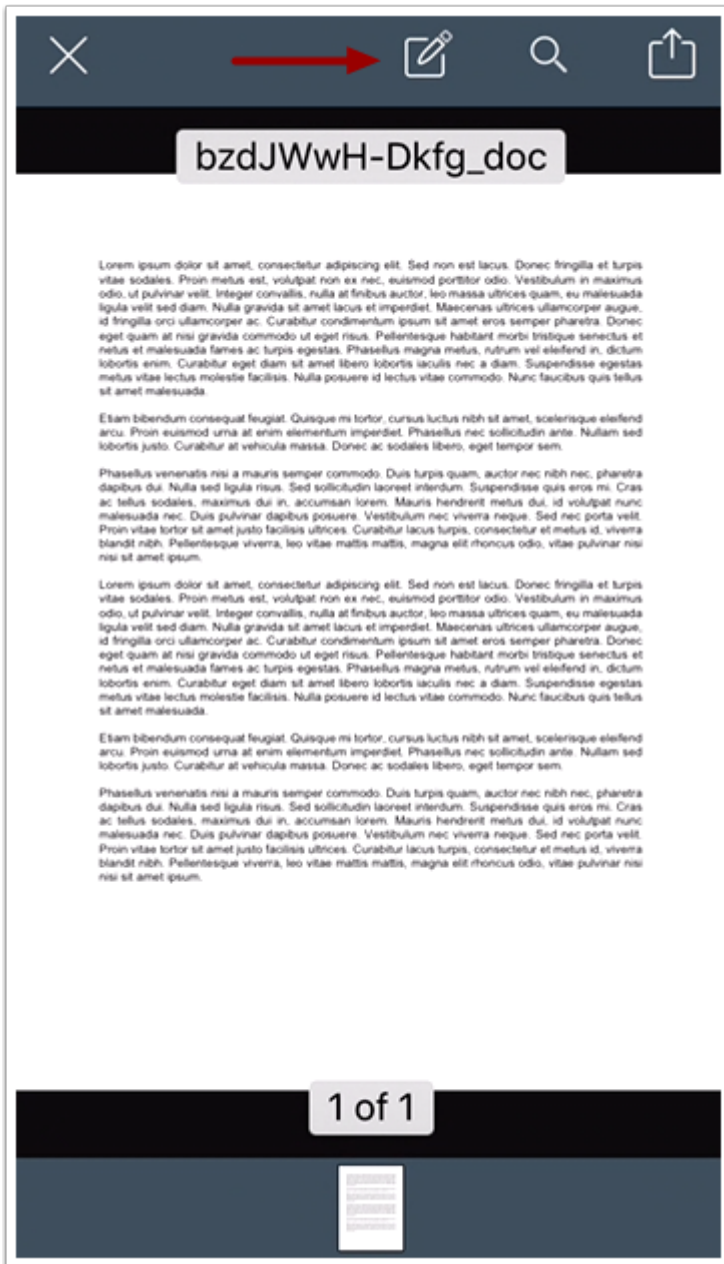 bzdJWwH-Dkfg_doc
Lorem ipsum dolor sit amet, consectetur adipiscing elit. Sed non est lacus. Donec fringilla et turpis
vitae sodales. Proin metus est, volutpat non ex nec, euismod porttitor odio. Vestibulum in maximus
odio, ut pulvinar velit. Integer convallis, nulla at finibus auctor, leo massa ultrices quam, eu malesuada
ligula velit sed diam. Nulla gravida sit amet lacus et imperdiet. Maecenas ultrices ullamcorper augue,
id fringilla orci ullamcorper ac. Curabitur condimentum ipsum sit amet eros semper pharetra. Donec
eget quam at nisi gravida commodo ut eget risus. Pellentesque habitant morbi tristique senectus et
netus et malesuada fames ac turpis egestas. Phasellus magna metus, rutrum vel eleifend in, dictum
lobortis enim. Curabitur eget diam sit amet libero lobortis iaculis nec a diam. Suspendisse egestas
metus vitae lectus molestie facilisis. Nulla posuere id lectus vitae commodo. Nunc faucibus quis tellus
sit amet malesuada.
Etiam bibendum consequat feugiat. Quisque mi tortor, cursus luctus nibh sit amet, scelerisque eleifend
arcu. Proin euismod urna at enim elementum imperdiet. Phasellus nec sollicitudin ante. Nullam sed
lobortis justo. Curabitur at vehicula massa. Donec ac sodales libero, eget tempor sem.
Phasellus venenatis nisi a mauris semper commodo. Duis turpis quam, auctor nec nibh nec, pharetra
dapibus dui. Nulla sed ligula risus. Sed sollicitudin laoreet interdum. Suspendisse quis eros mi. Cras
ac tellus sodales, maximus dui in, accumsan lorem. Mauris hendrerit metus dui, id volutpat nunc
malesuada nec. Duis pulvinar dapibus posuere. Vestibulum nec viverra neque. Sed nec porta velit.
Proin vitae tortor sit amet justo facilisis ultrices. Curabitur lacus turpis, consectetur et metus id, viverra
blandit nibh. Pellentesque viverra, leo vitae mattis mattis, magna elit rhoncus odio, vitae pulvinar nisi
nisi sit amet ipsum.
Lorem ipsum dolor sit amet, consectetur adipiscing elit. Sed non est lacus. Donec fringilla et turpis
vitae sodales. Proin metus est, volutpat non ex nec, euismod porttitor odio. Vestibulum in maximus
odio, ut pulvinar velit. Integer convallis, nulla at finibus auctor, leo massa ultrices quam, eu malesuada
ligula velit sed diam. Nulla gravida sit amet lacus et imperdiet. Maecenas ultrices ullamcorper augue,
id fringilla orci ullamcorper ac. Curabitur condimentum ipsum sit amet eros semper pharetra. Donec
eget quam at nisi gravida commodo ut eget risus. Pellentesque habitant morbi tristique senectus et
netus et malesuada fames ac turpis egestas. Phasellus magna metus, rutrum vel eleifend in, dictum
lobortis enim. Curabitur eget diam sit amet libero lobortis iaculis nec a diam. Suspendisse egestas
metus vitae lectus molestie facilisis. Nulla posuere id lectus vitae commodo. Nunc faucibus quis tellus
sit amet malesuada.
Etiam bibendum consequat feugiat. Quisque mi tortor, cursus luctus nibh sit amet, scelerisque eleifend
arcu. Proin euismod urna at enim elementum imperdiet. Phasellus nec sollicitudin ante. Nullam sed
lobortis justo. Curabitur at vehicula massa. Donec ac sodales libero, eget tempor sem.
Phasellus venenatis nisi a mauris semper commodo. Duis turpis quam, auctor nec nibh nec, pharetra
dapibus dui. Nulla sed ligula risus. Sed sollicitudin laoreet interdum. Suspendisse quis eros mi. Cras
ac tellus sodales, maximus dui in, accumsan lorem. Mauris hendrerit metus dui, id volutpat nunc
malesuada nec. Duis pulvinar dapibus posuere. Vestibulum nec viverra neque. Sed nec porta velit.
Proin vitae tortor sit amet justo facilisis ultrices. Curabitur lacus turpis, consectetur et metus id, viverra
blandit nibh. Pellentesque viverra, leo vitae mattis mattis, magna elit rhoncus odio, vitae pulvinar nisi
nisi sit amet ipsum.
1 of 1